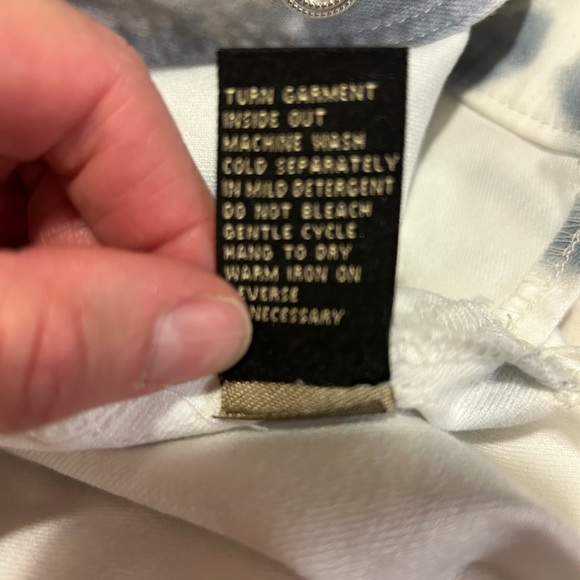 TURN GARMENT
INSIDE OUT
MACHINE WASH
COLD SEPARATELY
IN MILD DETERGENT
DO NOT BLEACH
GENTLE CYCLE.
HANG TO DRY
WARM IRON ON
EVERSE
NECESSARY